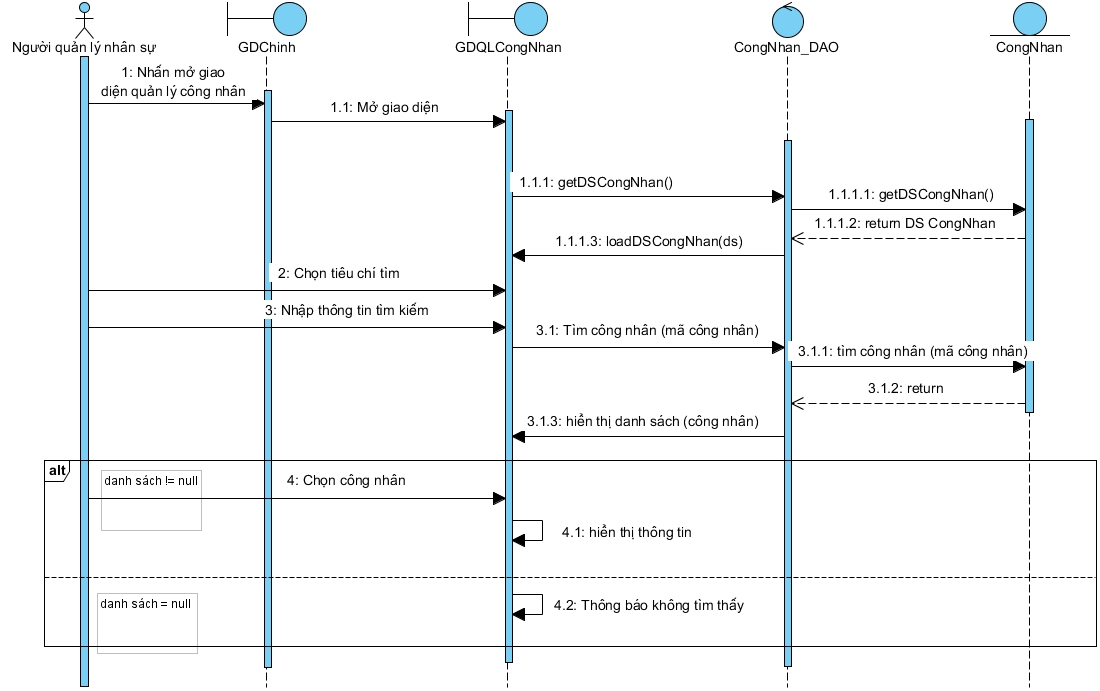 Người quản lý nhân sự
GDChinh
GDQLCongNhan
CongNhan_DAO
CongNhan
1: Nhấn mở giao
diện quản lý công nhân
1.1: Mở giao diện
1.1.1: getDSCongNhan()
1.1.1.1: getDSCongNhan()
1.1.1.2: return DS CongNhan
1.1.1.3: loadDSCongNhan(ds)
2: Chọn tiêu chí tìm
3: Nhập thông tin tìm kiếm
3.1: Tìm công nhân (mã công nhân)
3.1.1: tìm công nhân (mã công nhân)
3.1.2: return
3.1.3: hiển thị danh sách (công nhân)
alt
danh sách != null
4: Chọn công nhân
4.1: hiển thị thông tin
danh sách = null
4.2: Thông báo không tìm thấy